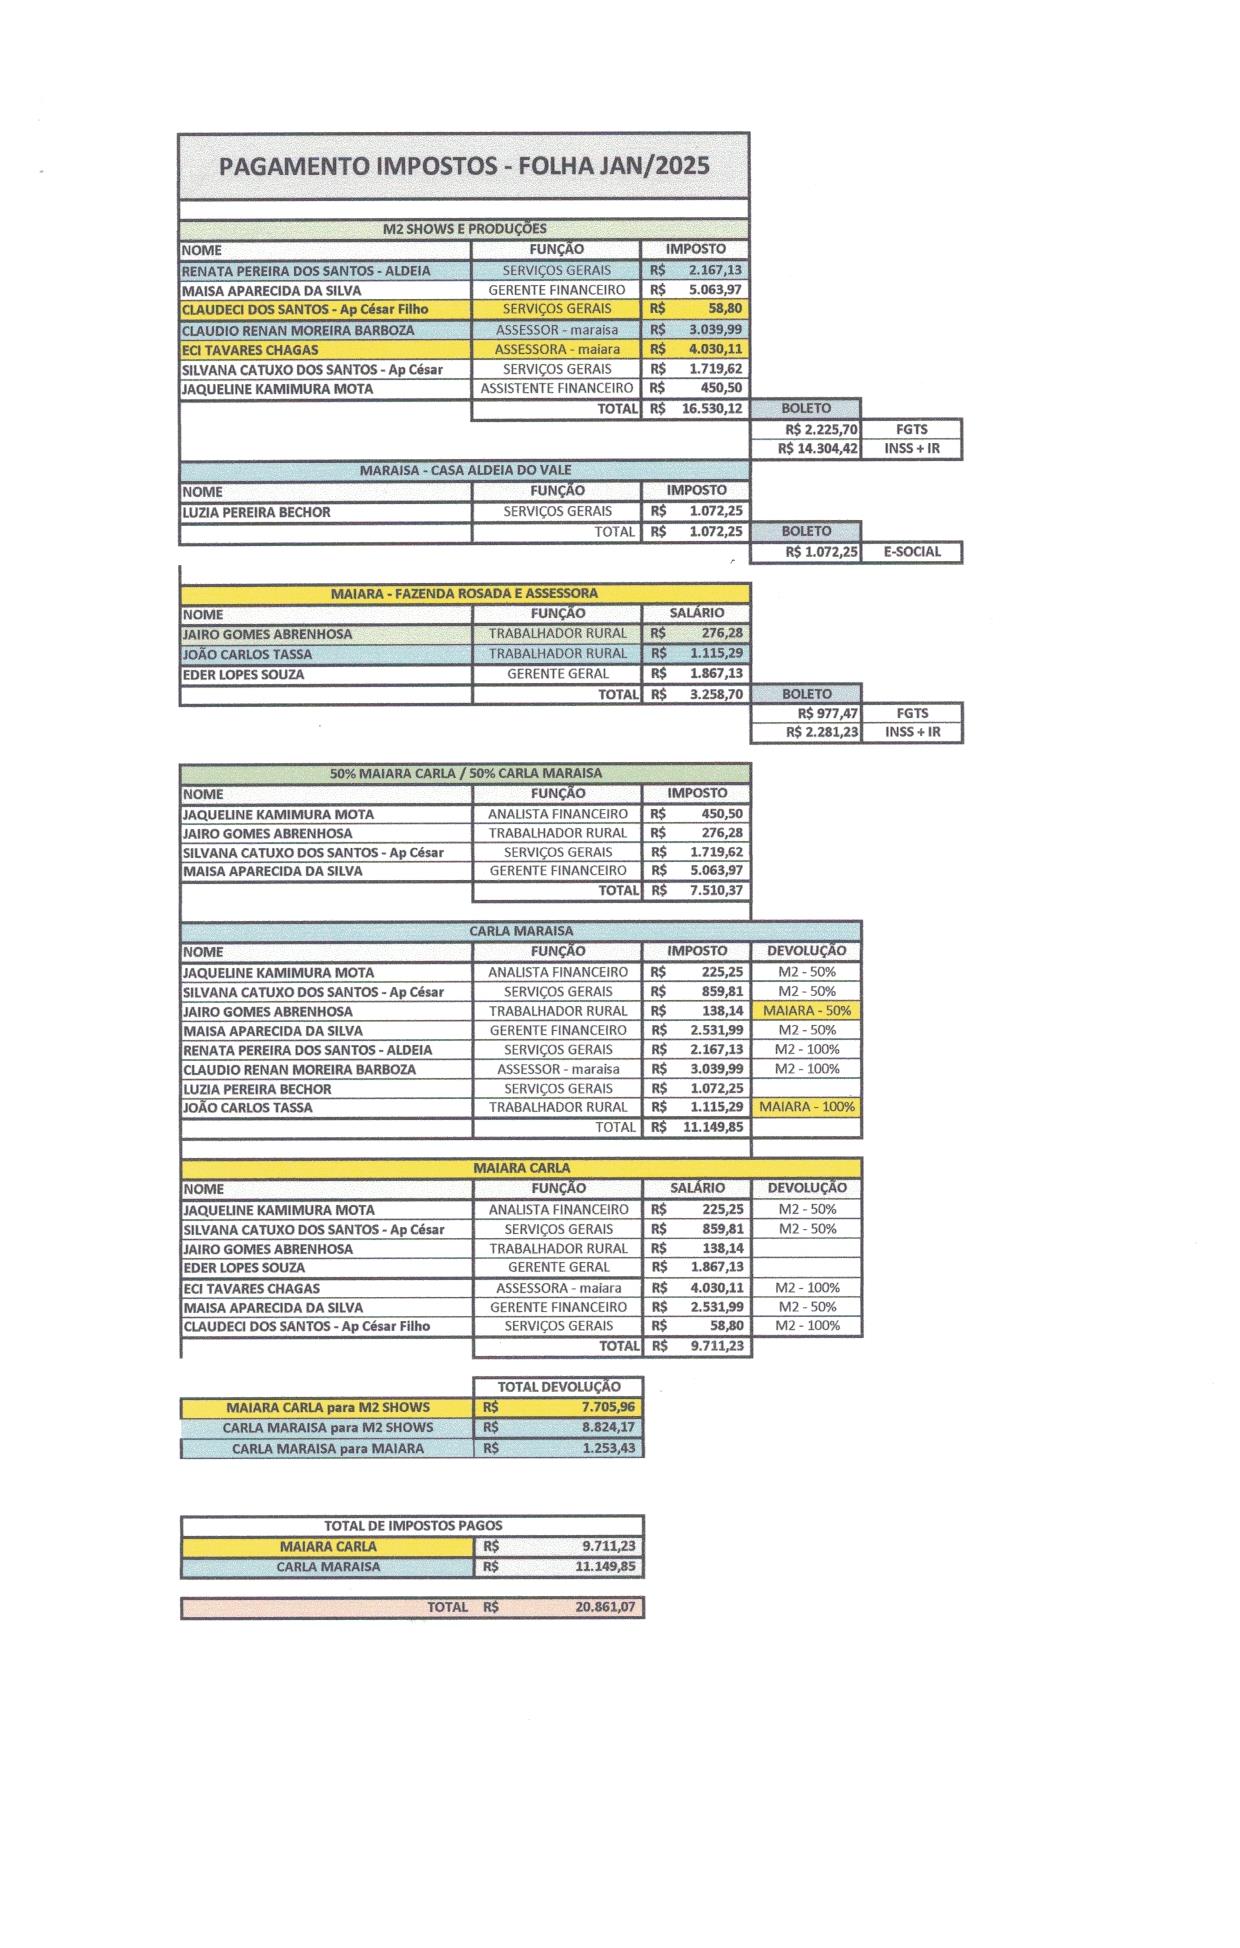 PAGAMENTO IMPOSTOS - FOLHA JAN/2025
M2 SHOWS E PRODUÇÕES
NOME FUNÇÃO IMPOSTO
RENATA PEREIRA DOS SANTOS - ALDEIA SERVIÇOS GERAIS R$ 2.167,13
MAISA APARECIDA DA SILVA GERENTE FINANCEIRO R$ 5.063,97
CLAUDECI DOS SANTOS - Ap César Filho SERVIÇOS GERAIS R$ 58,80
CLAUDIO RENAN MOREIRA BARBOZA ASSESSOR - maraisa R$ 3.039,99
ECI TAVARES CHAGAS ASSESSORA - maiara R$ 4.030,11
SILVANA CATUXO DOS SANTOS - Ap César SERVIÇOS GERAIS R$ 1.719,62
JAQUELINE KAMIMURA MOTA ASSISTENTE FINANCEIRO R$ 450,50
TOTAL R$ 16.530,12 BOLETO
R$ 2.225,70 FGTS
R$ 14.304,42 INSS + IR
MARAISA - CASA ALDEIA DO VALE
NOME FUNÇÃO IMPOSTO
LUZIA PEREIRA BECHOR SERVIÇOS GERAIS R$ 1.072,25
TOTAL R$ 1.072,25 BOLETO
R$ 1.072,25 E-SOCIAL
MAIARA - FAZENDA ROSADA E ASSESSORA
NOME FUNÇÃO SALÁRIO
JAIRO GOMES ABRENHOSA TRABALHADOR RURAL R$ 276,28
JOÃO CARLOS TASSA TRABALHADOR RURAL R$ 1.115,29
EDER LOPES SOUZA GERENTE GERAL R$ 1.867,13
TOTAL R$ 3.258,70 BOLETO
R$ 977,47 FGTS
R$ 2.281,23 INSS + IR
50% MAIARA CARLA / 50% CARLA MARAISA
NOME FUNÇÃO IMPOSTO
JAQUELINE KAMIMURA MOTA ANALISTA FINANCEIRO R$ 450,50
JAIRO GOMES ABRENHOSA TRABALHADOR RURAL R$ 276,28
SILVANA CATUXO DOS SANTOS - Ap César SERVIÇOS GERAIS R$ 1.719,62
MAISA APARECIDA DA SILVA GERENTE FINANCEIRO R$ 5.063,97
TOTAL R$ 7.510,37
CARLA MARAISA
NOME FUNÇÃO IMPOSTO DEVOLUÇÃO
JAQUELINE KAMIMURA MOTA ANALISTA FINANCEIRO R$ 225,25 M2 - 50%
SILVANA CATUXO DOS SANTOS - Ap César SERVIÇOS GERAIS R$ 859,81 M2 - 50%
JAIRO GOMES ABRENHOSA TRABALHADOR RURAL R$ 138,14 MAIARA - 50%
MAISA APARECIDA DA SILVA GERENTE FINANCEIRO R$ 2.531,99 M2 - 50%
RENATA PEREIRA DOS SANTOS - ALDEIA SERVIÇOS GERAIS R$ 2.167,13 M2 - 100%
CLAUDIO RENAN MOREIRA BARBOZA ASSESSOR - maraisa R$ 3.039,99 M2 - 100%
LUZIA PEREIRA BECHOR SERVIÇOS GERAIS R$ 1.072,25
JOÃO CARLOS TASSA TRABALHADOR RURAL R$ 1.115,29 MAIARA - 100%
TOTAL R$ 11.149,85
MAIARA CARLA
NOME FUNÇÃO SALÁRIO DEVOLUÇÃO
JAQUELINE KAMIMURA MOTA ANALISTA FINANCEIRO R$ 225,25 M2 - 50%
SILVANA CATUXO DOS SANTOS - Ap César SERVIÇOS GERAIS R$ 859,81 M2 - 50%
JAIRO GOMES ABRENHOSA TRABALHADOR RURAL R$ 138,14
EDER LOPES SOUZA GERENTE GERAL R$ 1.867,13
ECI TAVARES CHAGAS ASSESSORA - maiara R$ 4.030,11 M2 - 100%
MAISA APARECIDA DA SILVA GERENTE FINANCEIRO R$ 2.531,99 M2 - 50%
CLAUDECI DOS SANTOS - Ap César Filho SERVIÇOS GERAIS R$ 58,80 M2 - 100%
TOTAL R$ 9.711,23
TOTAL DEVOLUÇÃO
MAIARA CARLA para M2 SHOWS R$ 7.705,96
CARLA MARAISA para M2 SHOWS R$ 8.824,17
CARLA MARAISA para MAIARA R$ 1.253,43
TOTAL DE IMPOSTOS PAGOS
MAIARA CARLA R$ 9.711,23
CARLA MARAISA R$ 11.149,85
TOTAL R$ 20.861,07